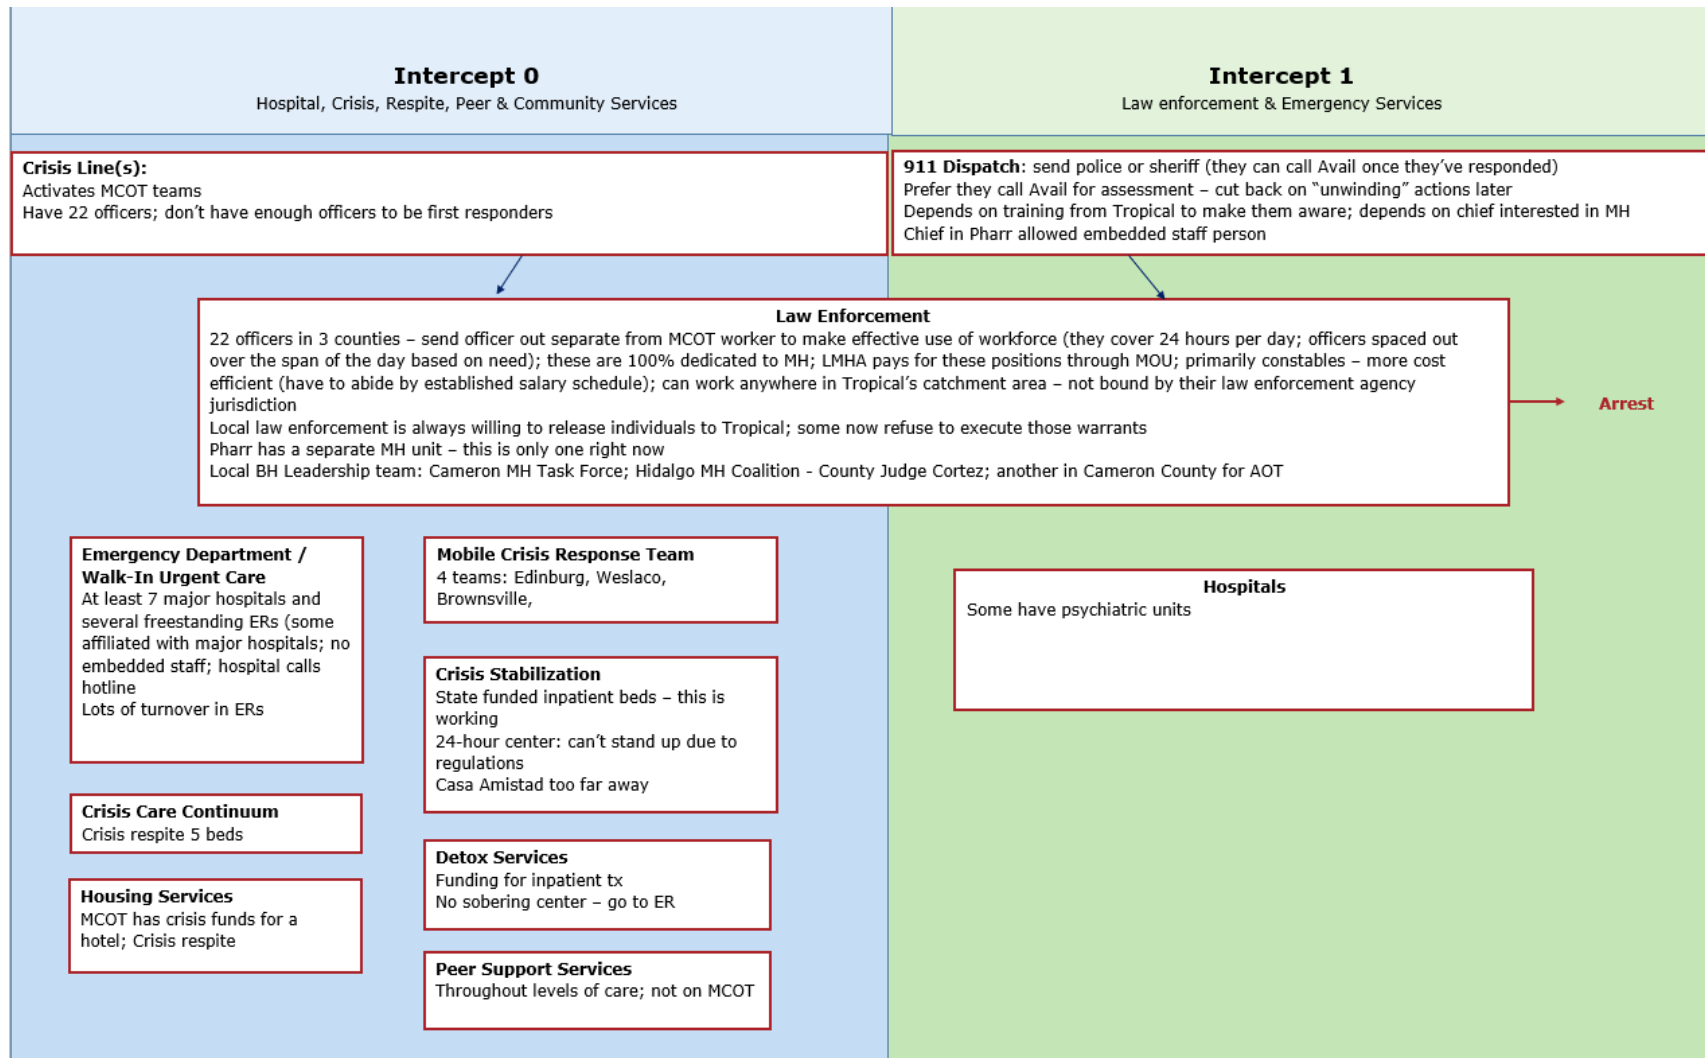 Intercept 0
Hospital, Crisis, Respite, Peer & Community Services
Intercept 1
Law enforcement & Emergency Services
Crisis Line(s):
Activates MCOT teams
Have 22 officers; don't have enough officers to be first responders
911 Dispatch: send police or sheriff (they can call Avail once they've responded)
Prefer they call Avail for assessment – cut back on "unwinding" actions later
Depends on training from Tropical to make them aware; depends on chief interested in MH
Chief in Pharr allowed embedded staff person
Law Enforcement
22 officers in 3 counties – send officer out separate from MCOT worker to make effective use of workforce (they cover 24 hours per day; officers spaced out
over the span of the day based on need); these are 100% dedicated to MH; LMHA pays for these positions through MOU; primarily constables – more cost
efficient (have to abide by established salary schedule); can work anywhere in Tropical's catchment area – not bound by their law enforcement agency
jurisdiction
Local law enforcement is always willing to release individuals to Tropical; some now refuse to execute those warrants
Pharr has a separate MH unit – this is only one right now
Local BH Leadership team: Cameron MH Task Force; Hidalgo MH Coalition - County Judge Cortez; another in Cameron County for AOT
Arrest
Emergency Department /
Walk-In Urgent Care
At least 7 major hospitals and
several freestanding ERs (some
affiliated with major hospitals; no
embedded staff; hospital calls
hotline
Lots of turnover in ERs
Crisis Care Continuum
Crisis respite 5 beds
Housing Services
MCOT has crisis funds for a
hotel; Crisis respite
Mobile Crisis Response Team
4 teams: Edinburg, Weslaco,
Brownsville,
Crisis Stabilization
State funded inpatient beds – this is
working
24-hour center: can't stand up due to
regulations
Casa Amistad too far away
Detox Services
Funding for inpatient tx
No sobering center – go to ER
Peer Support Services
Throughout levels of care; not on MCOT
Hospitals
Some have psychiatric units